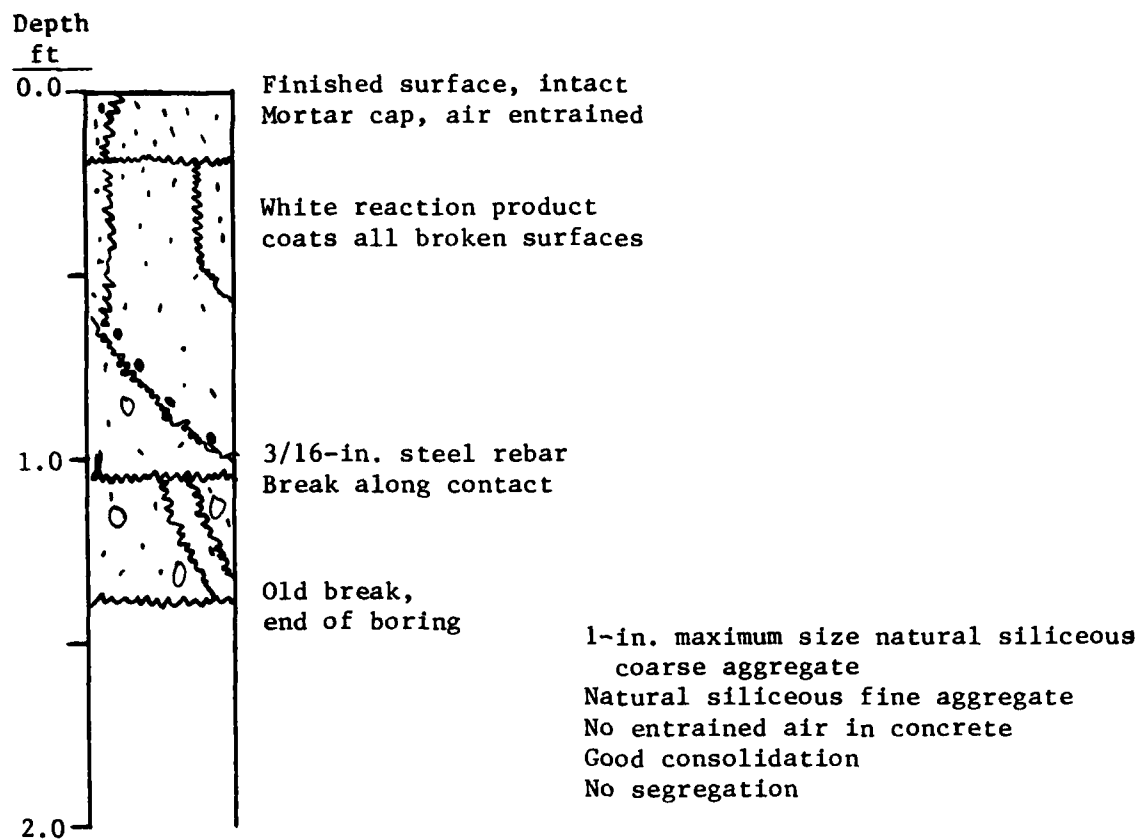 Depth
ft
0.0
Finished surface, intact
Mortar cap, air entrained
White reaction product
coats all broken surfaces
1.0
3/16-in. steel rebar
Break along contact
Old break,
end of boring
1-in. maximum size natural siliceous
coarse aggregate
Natural siliceous fine aggregate
No entrained air in concrete
Good consolidation
No segregation
2.0